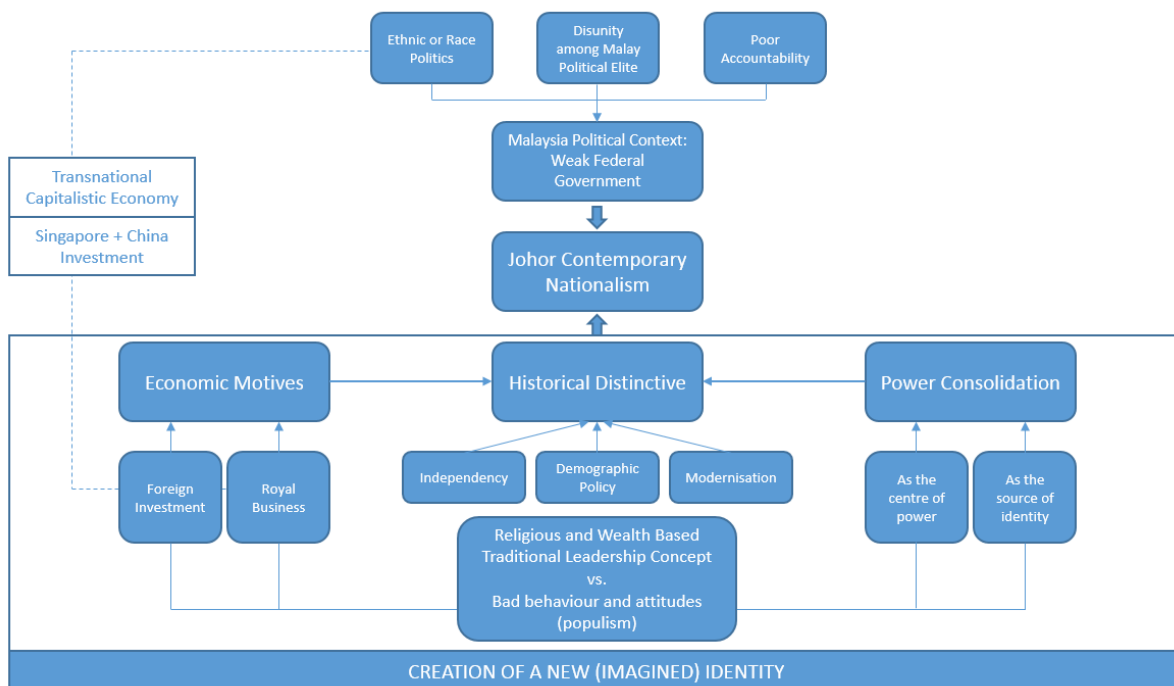 Ethnic or Race
Politics
Disunity
among Malay
Political Elite
Poor
Accountability
Malaysia Political Context:
Weak Federal
Government
Transnational
Capitalistic Economy
Singapore + China
Investment
Johor Contemporary
Nationalism
Economic Motives
Historical Distinctive
Power Consolidation
Foreign
Investment
Royal
Business
Independency
Demographic
Policy
Modernisation
As the
centre of
power
As the
source of
identity
Religious and Wealth Based
Traditional Leadership Concept
vs.
Bad behaviour and attitudes
(populism)
CREATION OF A NEW (IMAGINED) IDENTITY